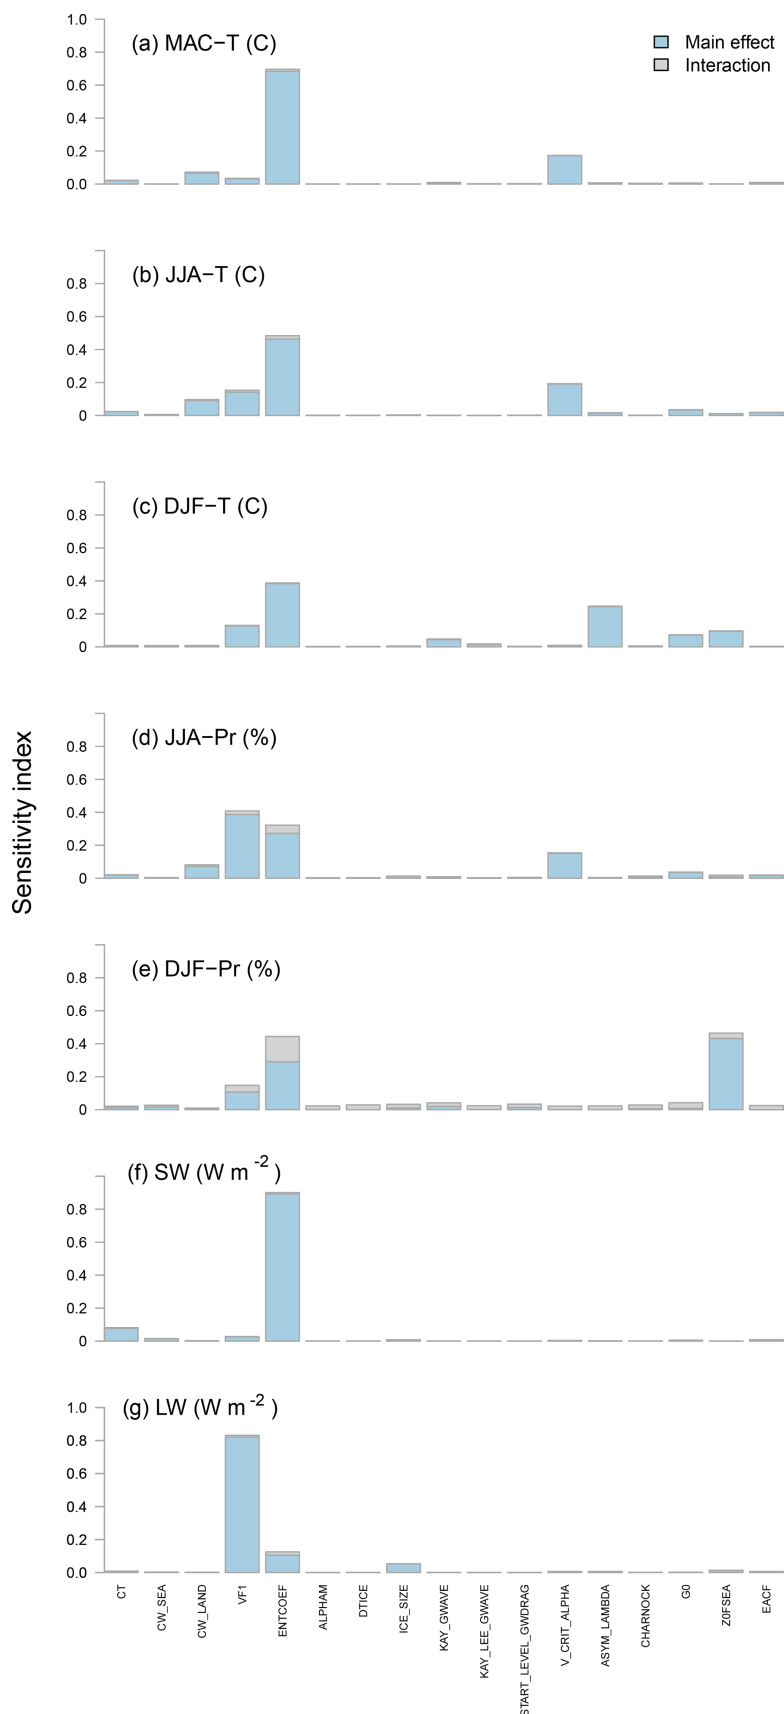 (a) MAC−T (C)
Main effect
Interaction
1.0
0.8
0.6
0.4
0.2
0.0
(b) JJA−T (C)
0.8
0.6
0.4
0.2
0
(c) DJF−T (C)
0.8
0.6
0.4
0.2
0
Sensitivity index
(d) JJA−Pr (%)
0.8
0.6
0.4
0.2
0
(e) DJF−Pr (%)
0.8
0.6
0.4
0.2
0
(f) SW (W m -2 )
0.8
0.6
0.4
0.2
0
(g) LW (W m -2 )
1.0
0.8
0.6
0.4
0.2
0.0
CT
CW_SEA
CW_LAND
VF1
ENTCOEF
ALPHAM
DTICE
ICE_SIZE
KAY_GWAVE
KAY_LEE_GWAVE
START_LEVEL_GWDRAG
V_CRIT_ALPHA
ASYM_LAMBDA
CHARNOCK
G0
Z0FSEA
EACF